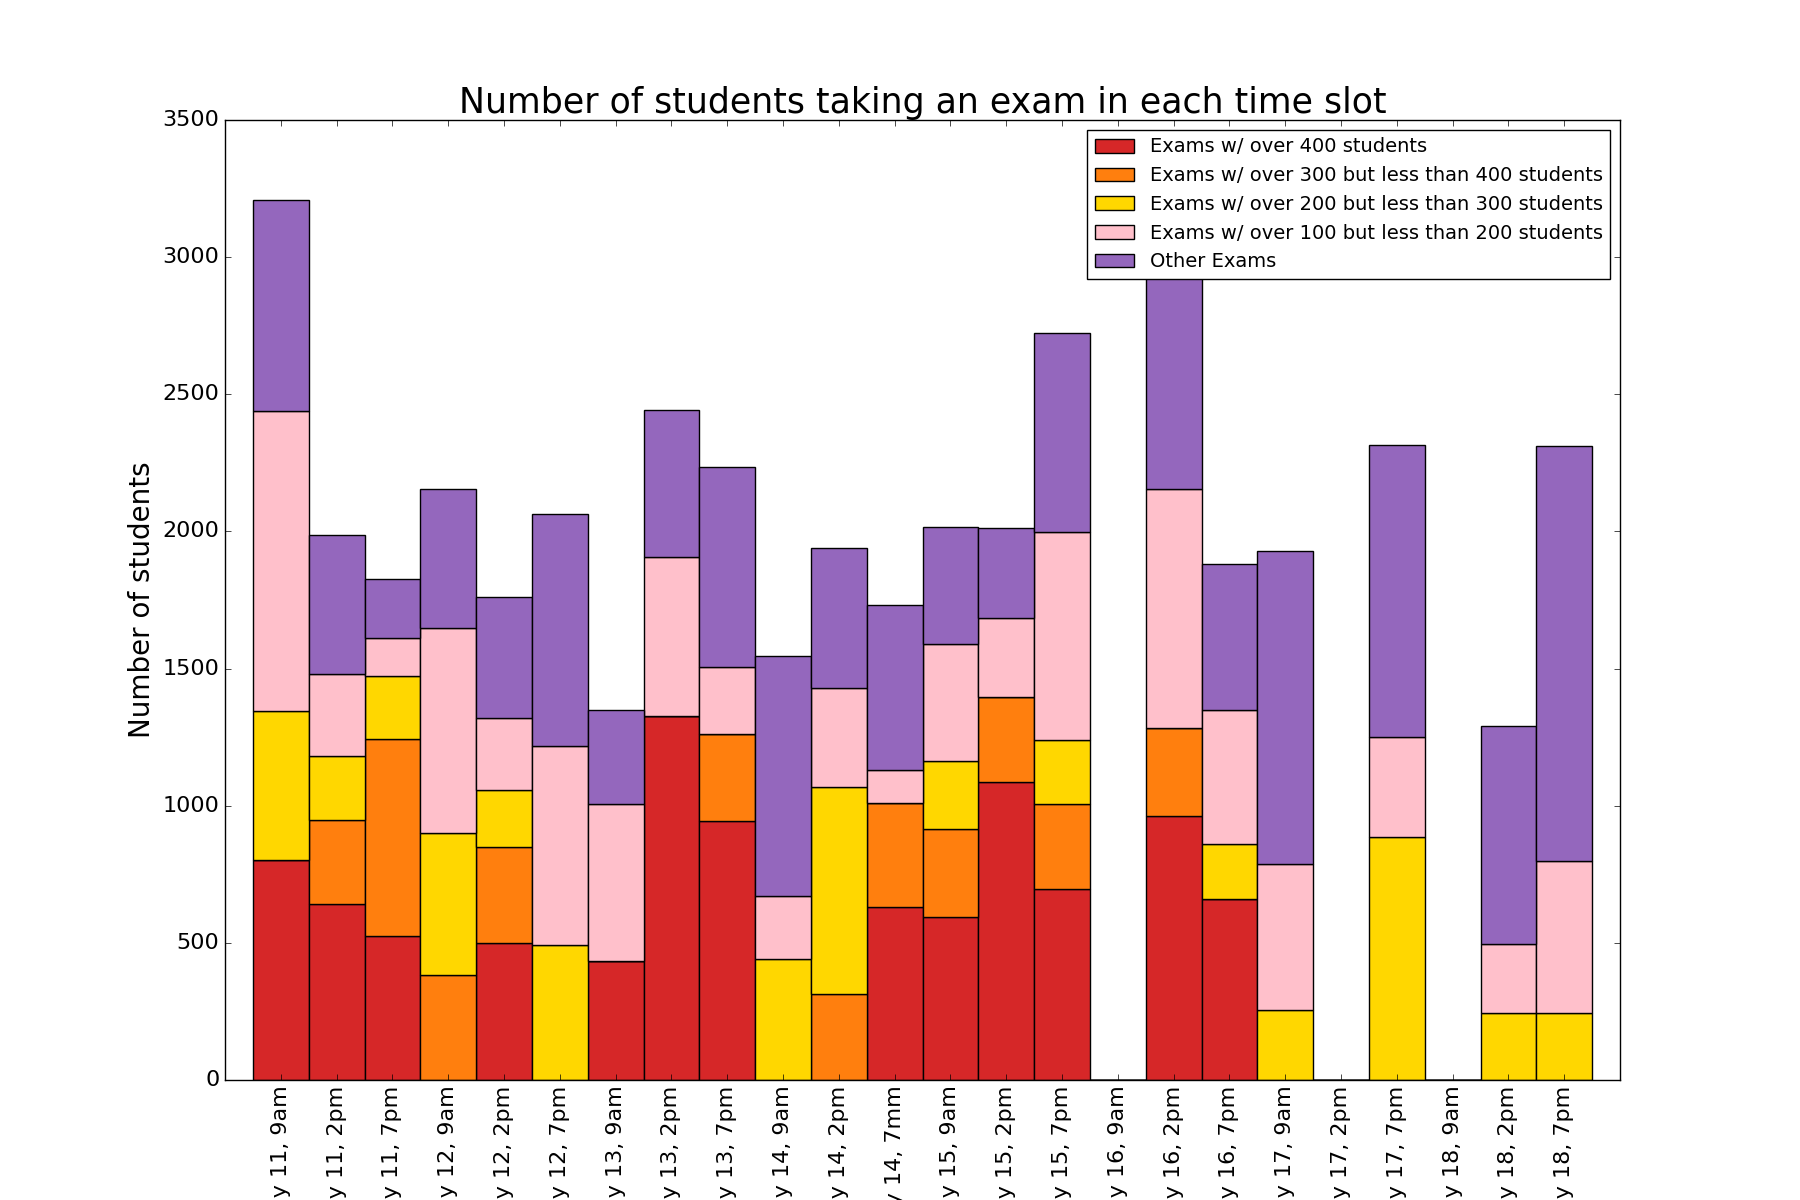 Number of students taking an exam in each time slot
Exams w/ over 400 students
Exams w/ over 300 but less than 400 students
Exams w/ over 200 but less than 300 students
Exams w/ over 100 but less than 200 students
Other Exams
Number of students
3500
3000
2500
2000
1500
1000
500
0
y 11, 9am
y 11, 2pm
y 11, 7pm
y 12, 9am
y 12, 2pm
y 12, 7pm
y 13, 9am
y 13, 2pm
y 13, 7pm
y 14, 9am
y 14, 2pm
y 14, 7mm
y 15, 9am
y 15, 2pm
y 15, 7pm
y 16, 9am
y 16, 2pm
y 16, 7pm
y 17, 9am
y 17, 2pm
y 17, 7pm
y 18, 9am
y 18, 2pm
y 18, 7pm